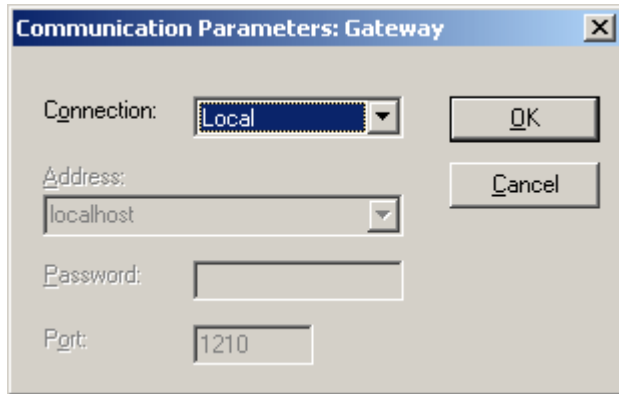 Communication Parameters: Gateway
Connection: Local OK
Address: Cancel
localhost
Password:
Port: 1210